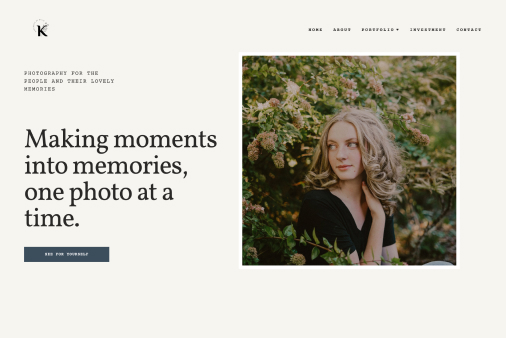 K
HOME ABOUT PORTFOLIO INVESTMENT CONTACT
PHOTOGRAPHY FOR THE
PEOPLE AND THEIR LOVELY
MEMORIES
Making moments
into memories,
one photo at a
time.
SEE FOR YOURSELF